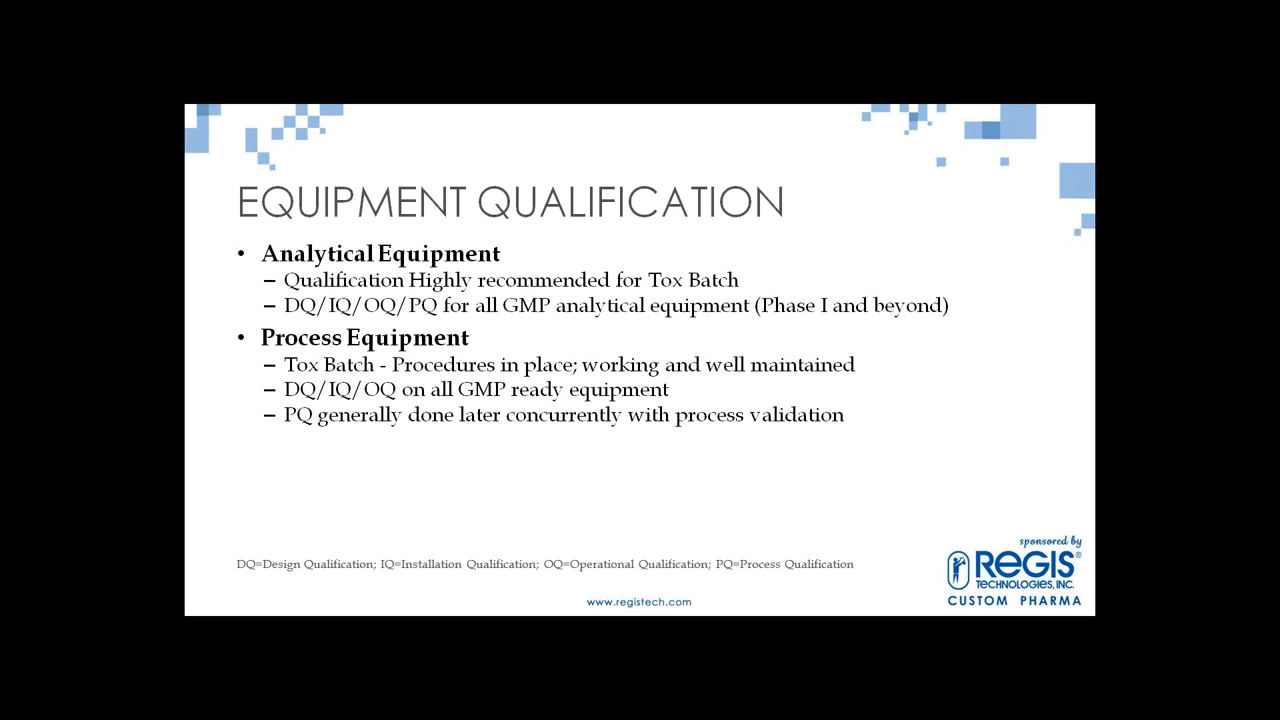 EQUIPMENT QUALIFICATION
• Analytical Equipment
– Qualification Highly recommended for Tox Batch
– DQ/IQ/OQ/PQ for all GMP analytical equipment (Phase I and beyond)
• Process Equipment
– Tox Batch - Procedures in place; working and well maintained
– DQ/IQ/OQ on all GMP ready equipment
– PQ generally done later concurrently with process validation
DQ=Design Qualification; IQ=Installation Qualification; OQ=Operational Qualification; PQ=Process Qualification
sponsored by
REGIS®
TECHNOLOGIES, INC.
CUSTOM PHARMA
www.registech.com